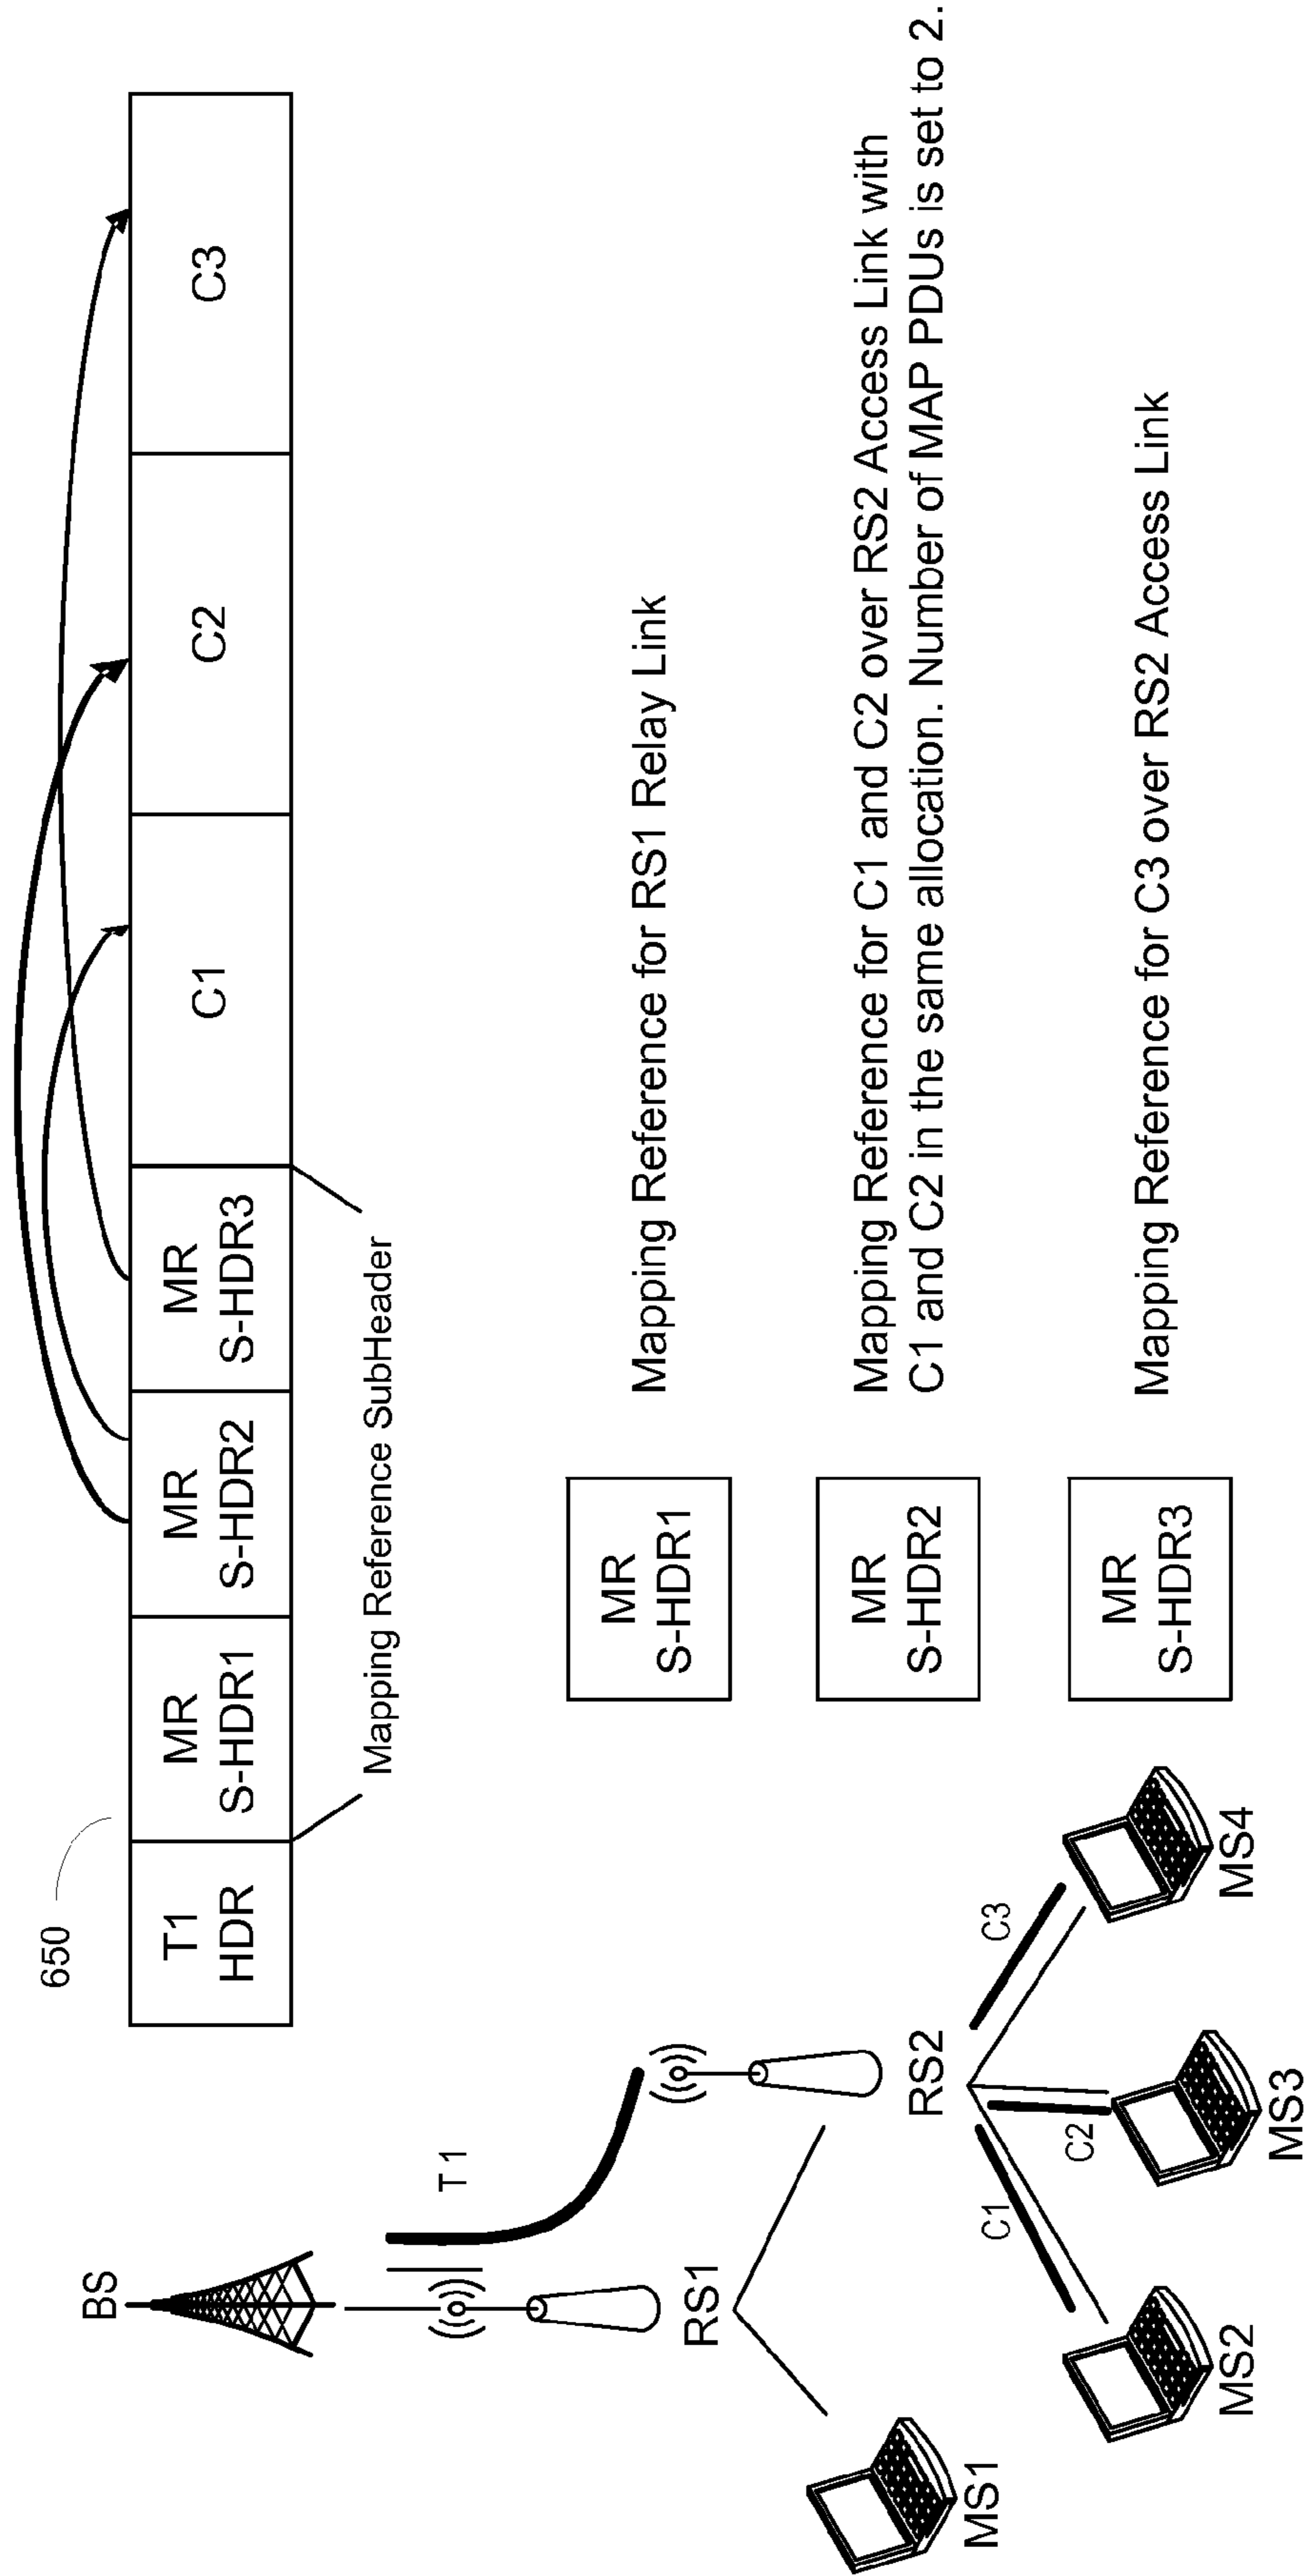 650
T1
HDR
MR
S-HDR1
MR
S-HDR2
MR
S-HDR3
C1
C2
C3
Mapping Reference SubHeader
BS
T1
RS1
RS2
MS1
C1
C2
C3
MS2
MS3
MS4
MR
S-HDR1
Mapping Reference for RS1 Relay Link
MR
S-HDR2
Mapping Reference for C1 and C2 over RS2 Access Link with
C1 and C2 in the same allocation. Number of MAP PDUs is set to 2.
MR
S-HDR3
Mapping Reference for C3 over RS2 Access Link